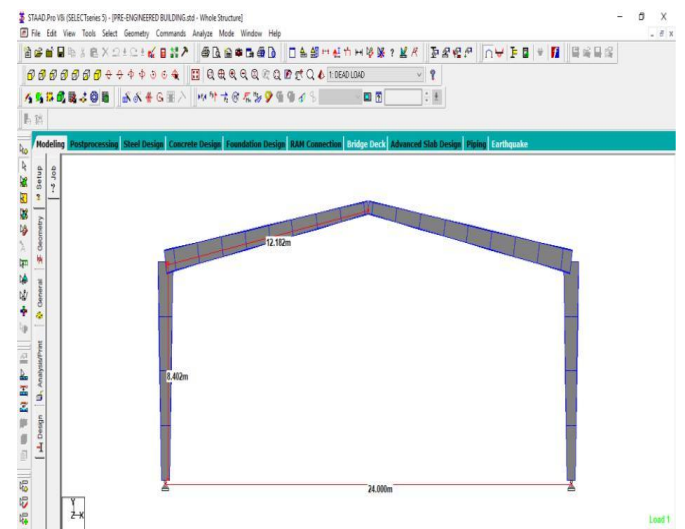 STAAD.Pro V8i (SELECTseries 5) - [PRE-ENGINEERED BUILDING.std - Whole Structure]
File Edit View Tools Select Geometry Commands Analyze Mode Window Help
1: DEAD LOAD
Modeling Postprocessing Steel Design Concrete Design Foundation Design RAM Connection Bridge Deck Advanced Slab Design Piping Earthquake
Job
Setup
Geometry
General
Analysis/Print
Design
12.182m
8.402m
24.000m
Y
Z X
Load 1